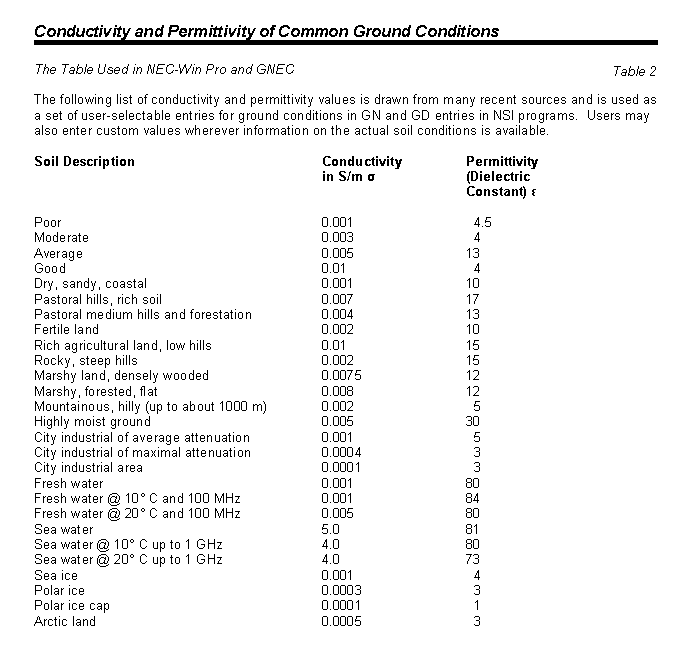 Conductivity and Permittivity of Common Ground Conditions
The Table Used in NEC-Win Pro and GNEC Table 2
The following list of conductivity and permittivity values is drawn from many recent sources and is used as
a set of user-selectable entries for ground conditions in GN and GD entries in NSI programs. Users may
also enter custom values wherever information on the actual soil conditions is available.
Soil Description Conductivity Permittivity
in S/m σ (Dielectric
Constant) ε
Poor 0.001 4.5
Moderate 0.003 4
Average 0.005 13
Good 0.01 4
Dry, sandy, coastal 0.001 10
Pastoral hills, rich soil 0.007 17
Pastoral medium hills and forestation 0.004 13
Fertile land 0.002 10
Rich agricultural land, low hills 0.01 15
Rocky, steep hills 0.002 15
Marshy land, densely wooded 0.0075 12
Marshy, forested, flat 0.008 12
Mountainous, hilly (up to about 1000 m) 0.002 5
Highly moist ground 0.005 30
City industrial of average attenuation 0.001 5
City industrial of maximal attenuation 0.0004 3
City industrial area 0.0001 3
Fresh water 0.001 80
Fresh water @ 10° C and 100 MHz 0.001 84
Fresh water @ 20° C and 100 MHz 0.005 80
Sea water 5.0 81
Sea water @ 10° C up to 1 GHz 4.0 80
Sea water @ 20° C up to 1 GHz 4.0 73
Sea ice 0.001 4
Polar ice 0.0003 3
Polar ice cap 0.0001 1
Arctic land 0.0005 3